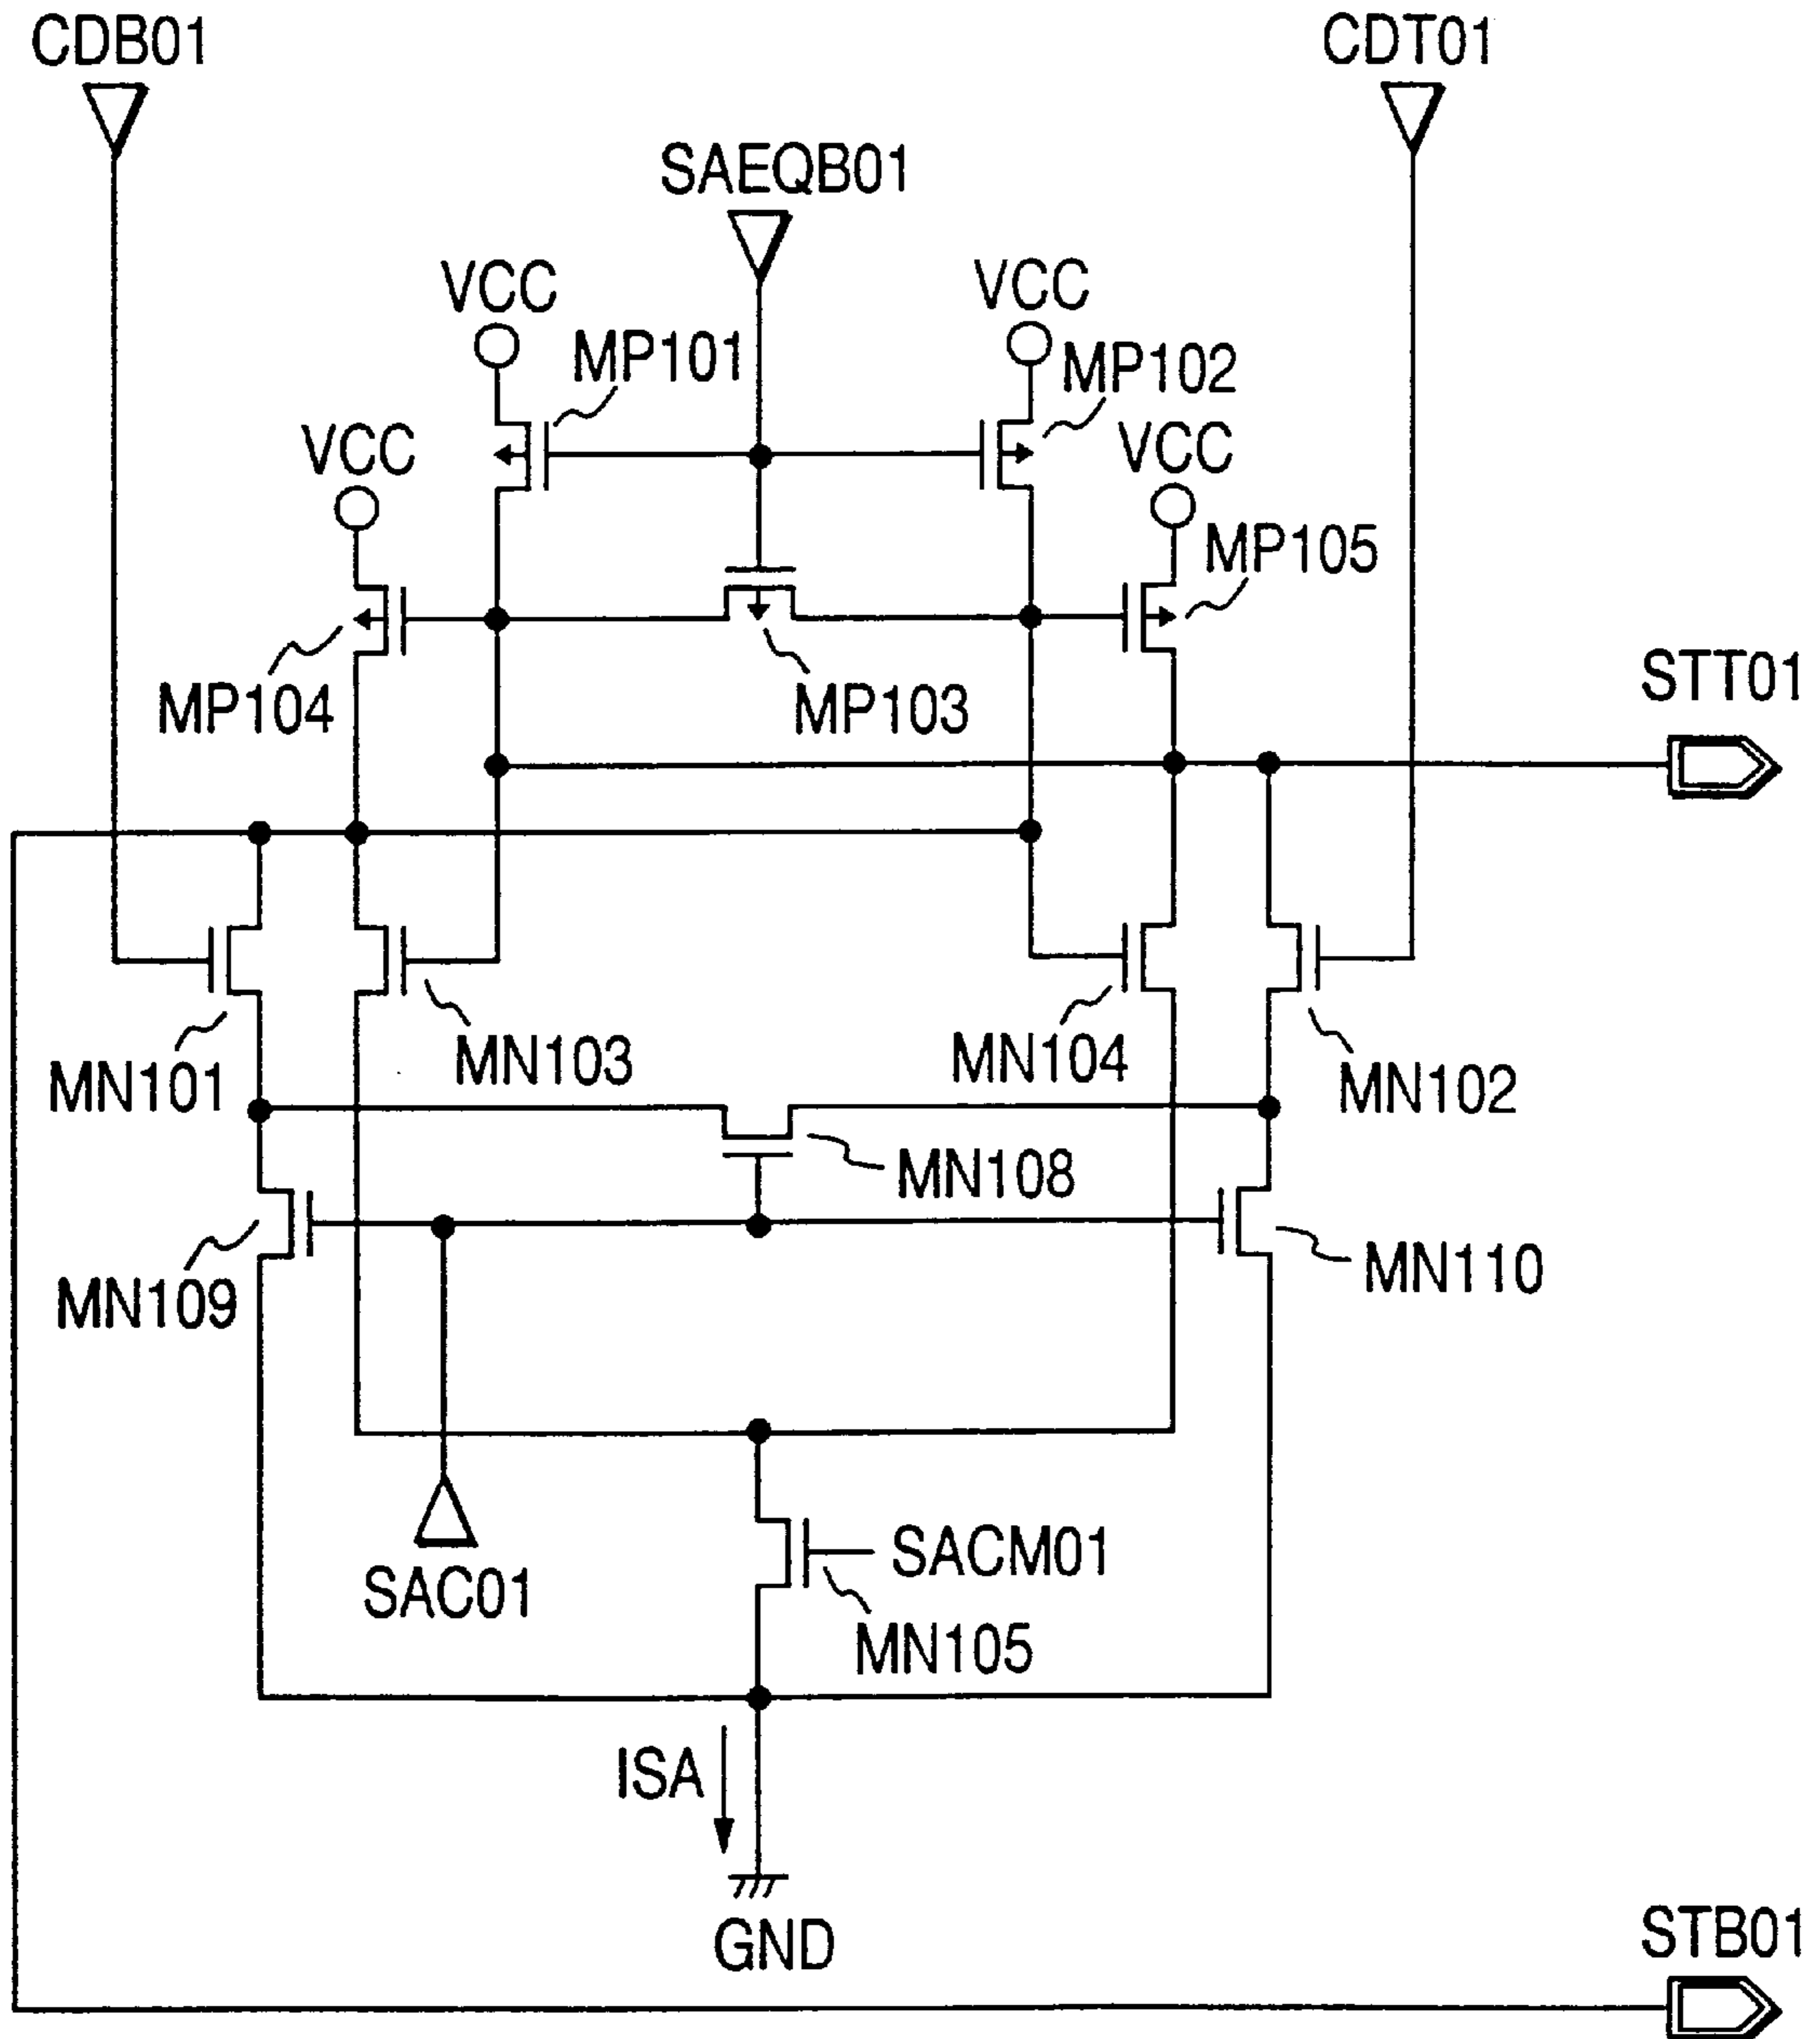 CDB01
CDT01
SAEQB01
VCC
VCC
MP101
MP102
VCC
VCC
MP105
MP104
MP103
STT01
MN101
MN103
MN104
MN102
MN108
MN109
MN110
SAC01
SACM01
MN105
ISA
GND
STB01